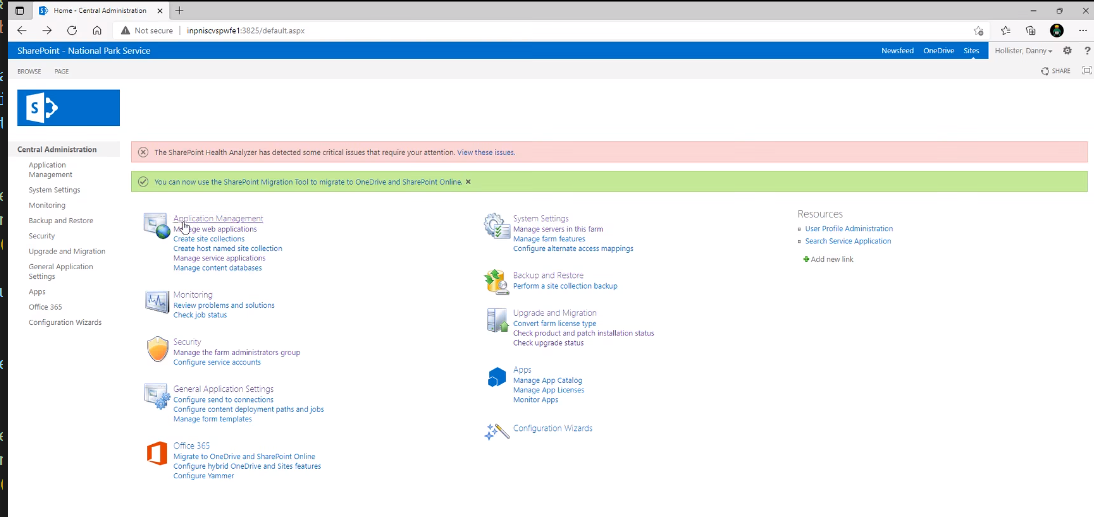 Home - Central Administration
Not secure | inpniscvspwfe1:3825/default.aspx
SharePoint - National Park Service
Newsfeed OneDrive Sites Hollister, Danny
BROWSE PAGE
SHARE
S
Central Administration
Application
Management
System Settings
Monitoring
Backup and Restore
Security
Upgrade and Migration
General Application
Settings
Apps
Office 365
Configuration Wizards
The SharePoint Health Analyzer has detected some critical issues that require your attention. View these issues.
You can now use the SharePoint Migration Tool to migrate to OneDrive and SharePoint Online.
Application Management
Manage web applications
Create site collections
Create host named site collection
Manage service applications
Manage content databases
Monitoring
Review problems and solutions
Check job status
Security
Manage the farm administrators group
Configure service accounts
General Application Settings
Configure send to connections
Configure content deployment paths and jobs
Manage form templates
Office 365
Migrate to OneDrive and SharePoint Online
Configure hybrid OneDrive and Sites features
Configure Yammer
System Settings
Manage servers in this farm
Manage farm features
Configure alternate access mappings
Backup and Restore
Perform a site collection backup
Upgrade and Migration
Convert farm license type
Check product and patch installation status
Check upgrade status
Apps
Manage App Catalog
Manage App Licenses
Monitor Apps
Configuration Wizards
Resources
User Profile Administration
Search Service Application
Add new link